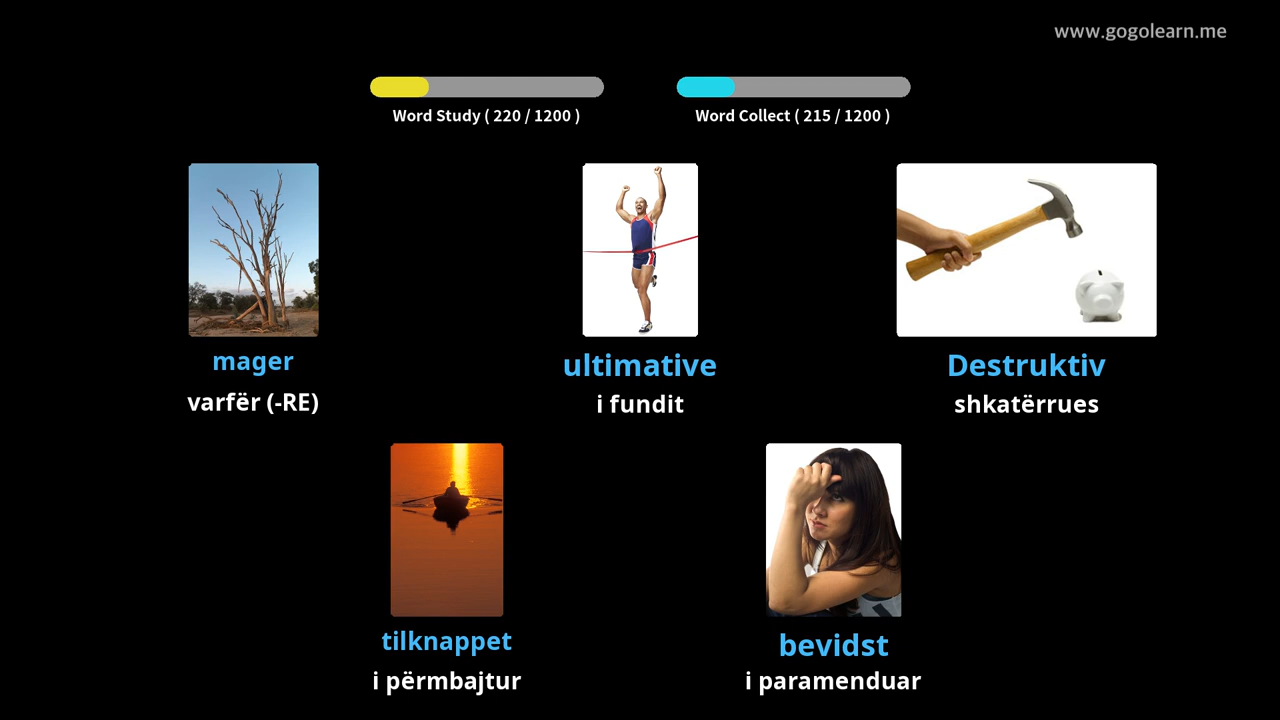 www.gogolearn.me
Word Study ( 220 / 1200 )
Word Collect ( 215 / 1200 )
mager
varfër (-RE)
ultimative
i fundit
Destruktiv
shkatërrues
tilknappet
i përmbajtur
bevidst
i paramenduar